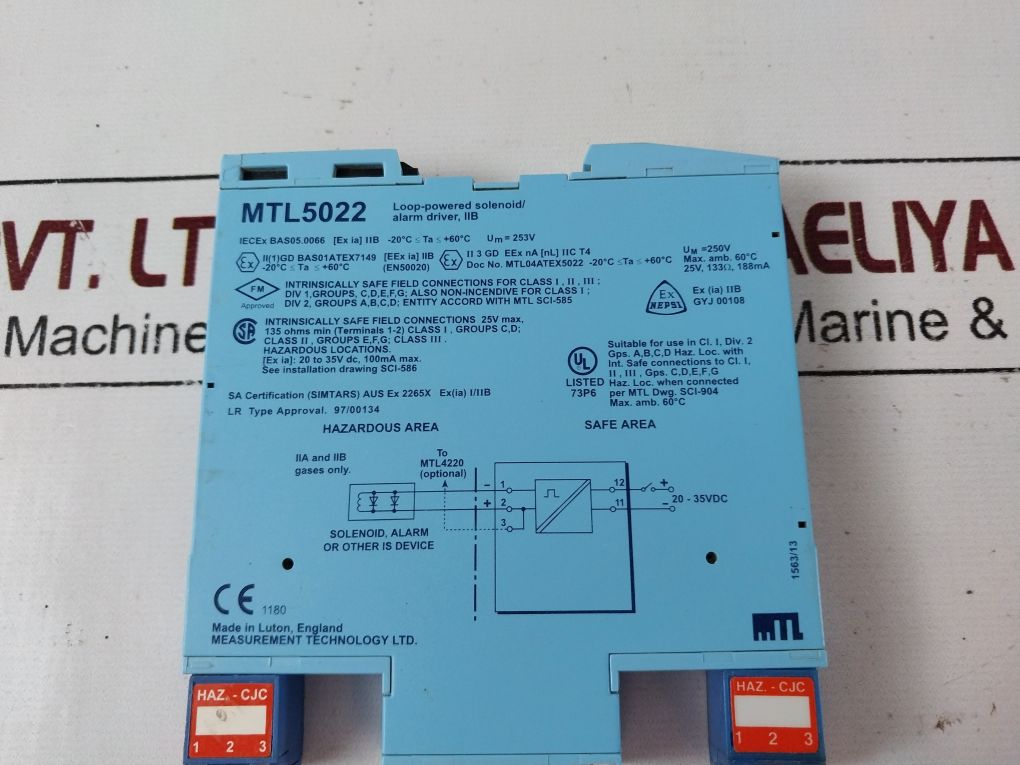 VT. LT
AELIYA
Machine
Marine &
MTL5022
Loop-powered solenoid/
alarm driver, IIB
IECEx BAS05.0066 [Ex ia] IIB -20°C ≤ Ta ≤ +60°C Um = 253V
Ex II(1)GD BAS01ATEX7149 [EEx ia] IIB
-20°C ≤ Ta ≤ +60°C (EN50020)
Ex II 3 GD EEx nA [nL] IIC T4
Doc No. MTL04ATEX5022 -20°C ≤Ta ≤ +60°C
UM =250V
Max. amb. 60°C
25V, 133Ω, 188mA
FM
Approved
INTRINSICALLY SAFE FIELD CONNECTIONS FOR CLASS I , II , III ;
DIV 1,GROUPS, C,D,E,F,G; ALSO NON-INCENDIVE FOR CLASS I ;
DIV 2, GROUPS A,B,C,D; ENTITY ACCORD WITH MTL SCI-585
Ex
NEPSI
Ex (ia) IIB
GYJ 00108
SA
INTRINSICALLY SAFE FIELD CONNECTIONS 25V max,
135 ohms min (Terminals 1-2) CLASS I , GROUPS C,D;
CLASS II , GROUPS E,F,G; CLASS III .
HAZARDOUS LOCATIONS.
[Ex ia]: 20 to 35V dc, 100mA max.
See installation drawing SCI-586
UL
LISTED
73P6
Suitable for use in Cl. I, Div. 2
Gps. A,B,C,D Haz. Loc. with
Int. Safe connections to Cl. I,
II , III , Gps. C,D,E,F,G
Haz. Loc. when connected
per MTL Dwg. SCI-904
Max. amb. 60°C
SA Certification (SIMTARS) AUS Ex 2265X Ex(ia) I/IIB
LR Type Approval. 97/00134
HAZARDOUS AREA
SAFE AREA
IIA and IIB
gases only.
To
MTL4220
(optional)
− 1
+ 2
3
12 +
11 −
20 - 35VDC
SOLENOID, ALARM
OR OTHER IS DEVICE
1563/13
CE 1180
Made in Luton, England
MEASUREMENT TECHNOLOGY LTD.
MTL
HAZ. - CJC
1 2 3
HAZ. - CJC
1 2 3